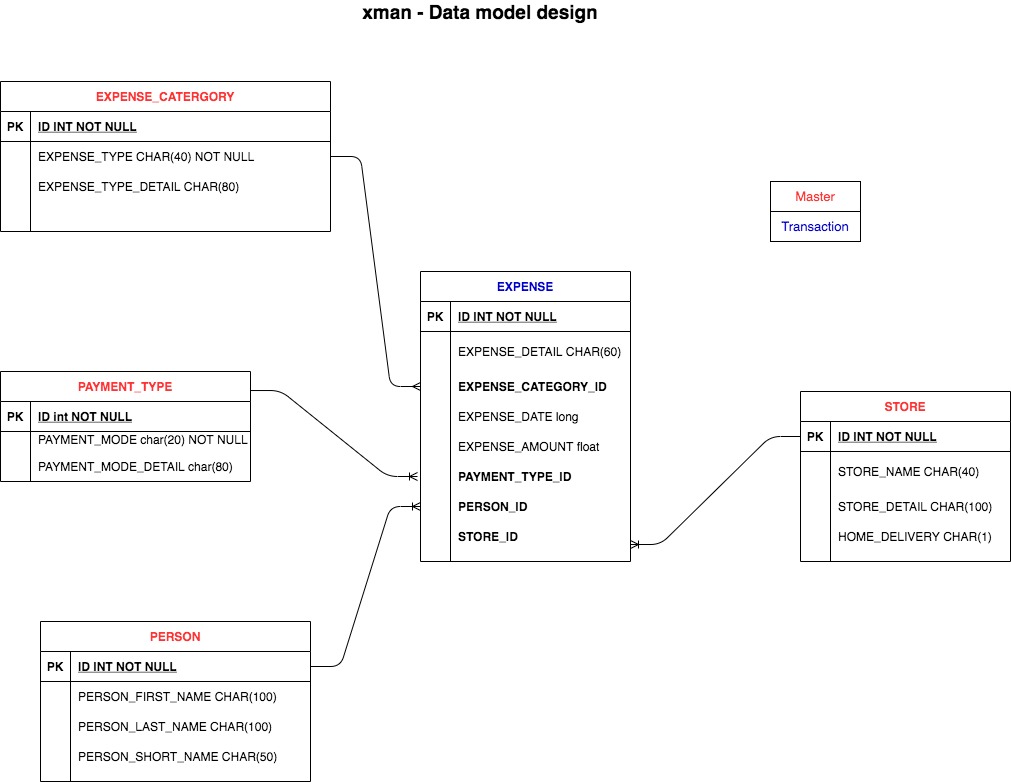 xman - Data model design
EXPENSE_CATERGORY
PK ID INT NOT NULL
EXPENSE_TYPE CHAR(40) NOT NULL
EXPENSE_TYPE_DETAIL CHAR(80)
Master
Transaction
EXPENSE
PK ID INT NOT NULL
EXPENSE_DETAIL CHAR(60)
EXPENSE_CATEGORY_ID
EXPENSE_DATE long
EXPENSE_AMOUNT float
PAYMENT_TYPE_ID
PERSON_ID
STORE_ID
PAYMENT_TYPE
PK ID int NOT NULL
PAYMENT_MODE char(20) NOT NULL
PAYMENT_MODE_DETAIL char(80)
STORE
PK ID INT NOT NULL
STORE_NAME CHAR(40)
STORE_DETAIL CHAR(100)
HOME_DELIVERY CHAR(1)
PERSON
PK ID INT NOT NULL
PERSON_FIRST_NAME CHAR(100)
PERSON_LAST_NAME CHAR(100)
PERSON_SHORT_NAME CHAR(50)